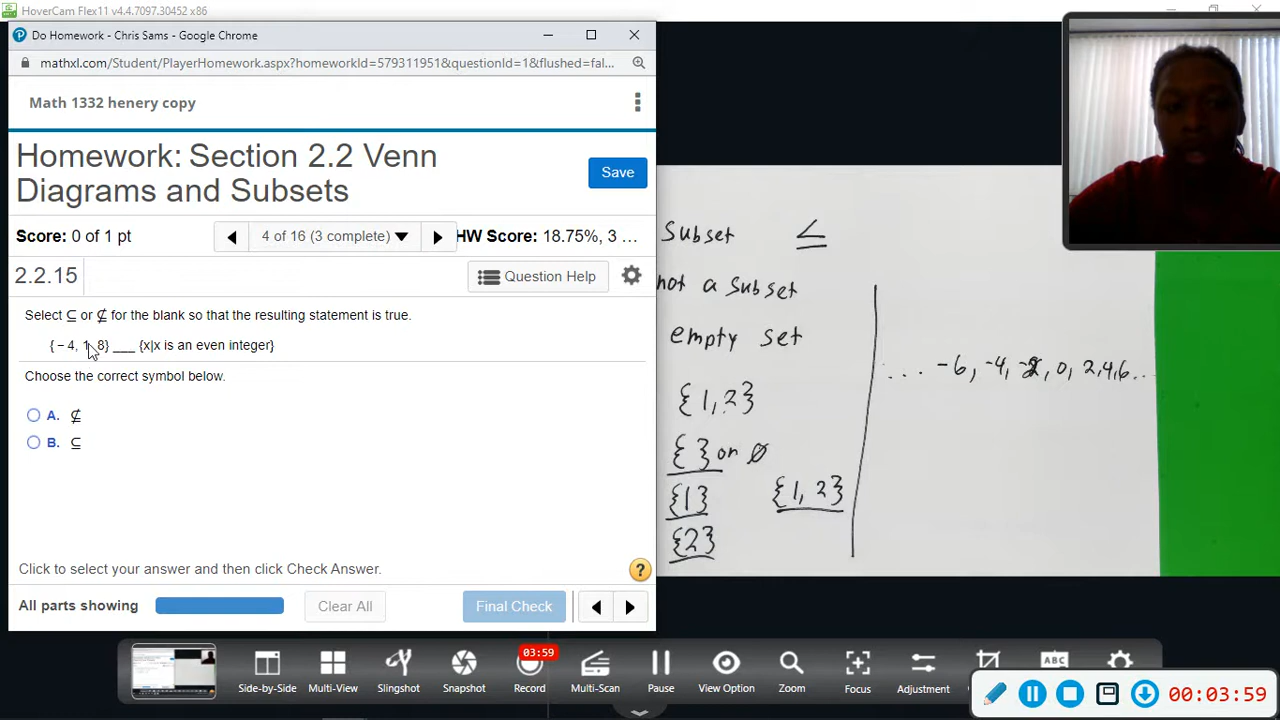 HoverCam Flex11 v4.4.7097.30452 x86
Do Homework - Chris Sams - Google Chrome
mathxl.com/Student/PlayerHomework.aspx?homeworkId=579311951&questionId=1&flushed=fal...
Math 1332 henery copy
Homework: Section 2.2 Venn
Diagrams and Subsets
Save
Score: 0 of 1 pt
4 of 16 (3 complete)
HW Score: 18.75%, 3 ...
2.2.15
Question Help
Select ⊆ or ⊈ for the blank so that the resulting statement is true.
{ − 4, 1, 8} ___ {x|x is an even integer}
Choose the correct symbol below.
A. ⊈
B. ⊆
Click to select your answer and then click Check Answer.
?
All parts showing
Clear All
Final Check
Subset ⊆
not a subset
empty set
{1,2}
{ } or ∅
{1} {1, 2}
{2}
... -6, -4, -2, 0, 2,4,6...
03:59
Side-by-Side
Multi-View
Slingshot
Snapshot
Record
Multi-Scan
Pause
View Option
Zoom
Focus
Adjustment
ABC
00:03:59